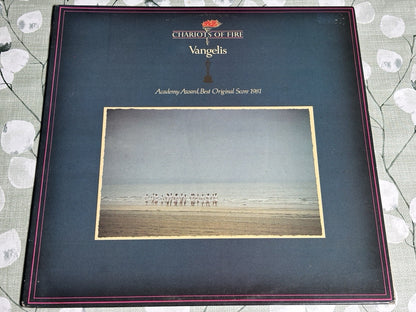 CHARIOTS OF FIRE
Vangelis
Academy Award, Best Original Score 1981